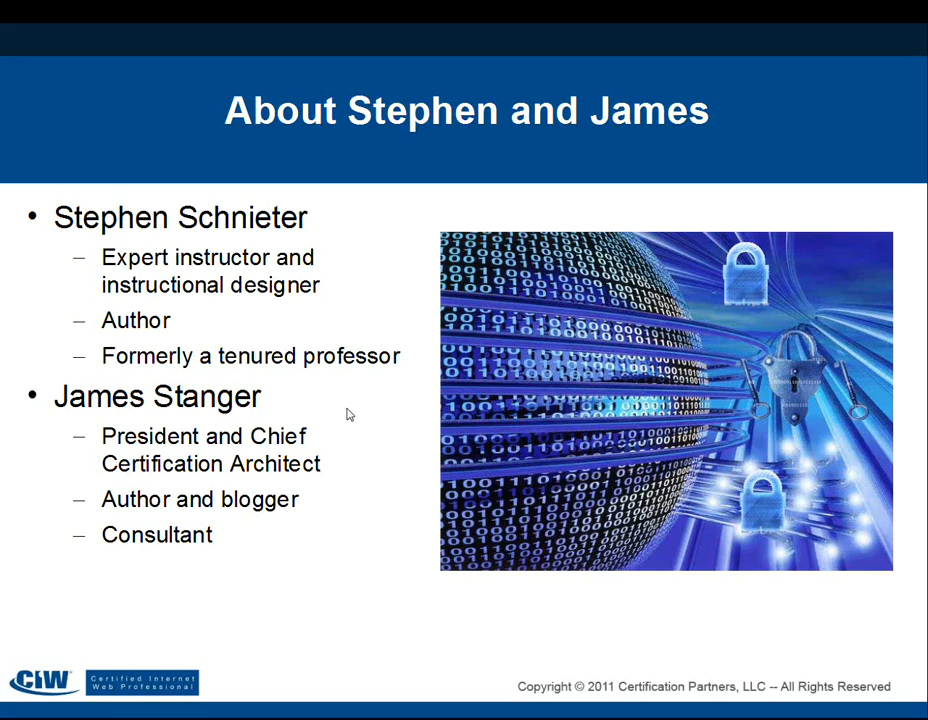 About Stephen and James
• Stephen Schnieter
– Expert instructor and
instructional designer
– Author
– Formerly a tenured professor
• James Stanger
– President and Chief
Certification Architect
– Author and blogger
– Consultant
CIW
Certified Internet
Web Professional
Copyright © 2011 Certification Partners, LLC -- All Rights Reserved